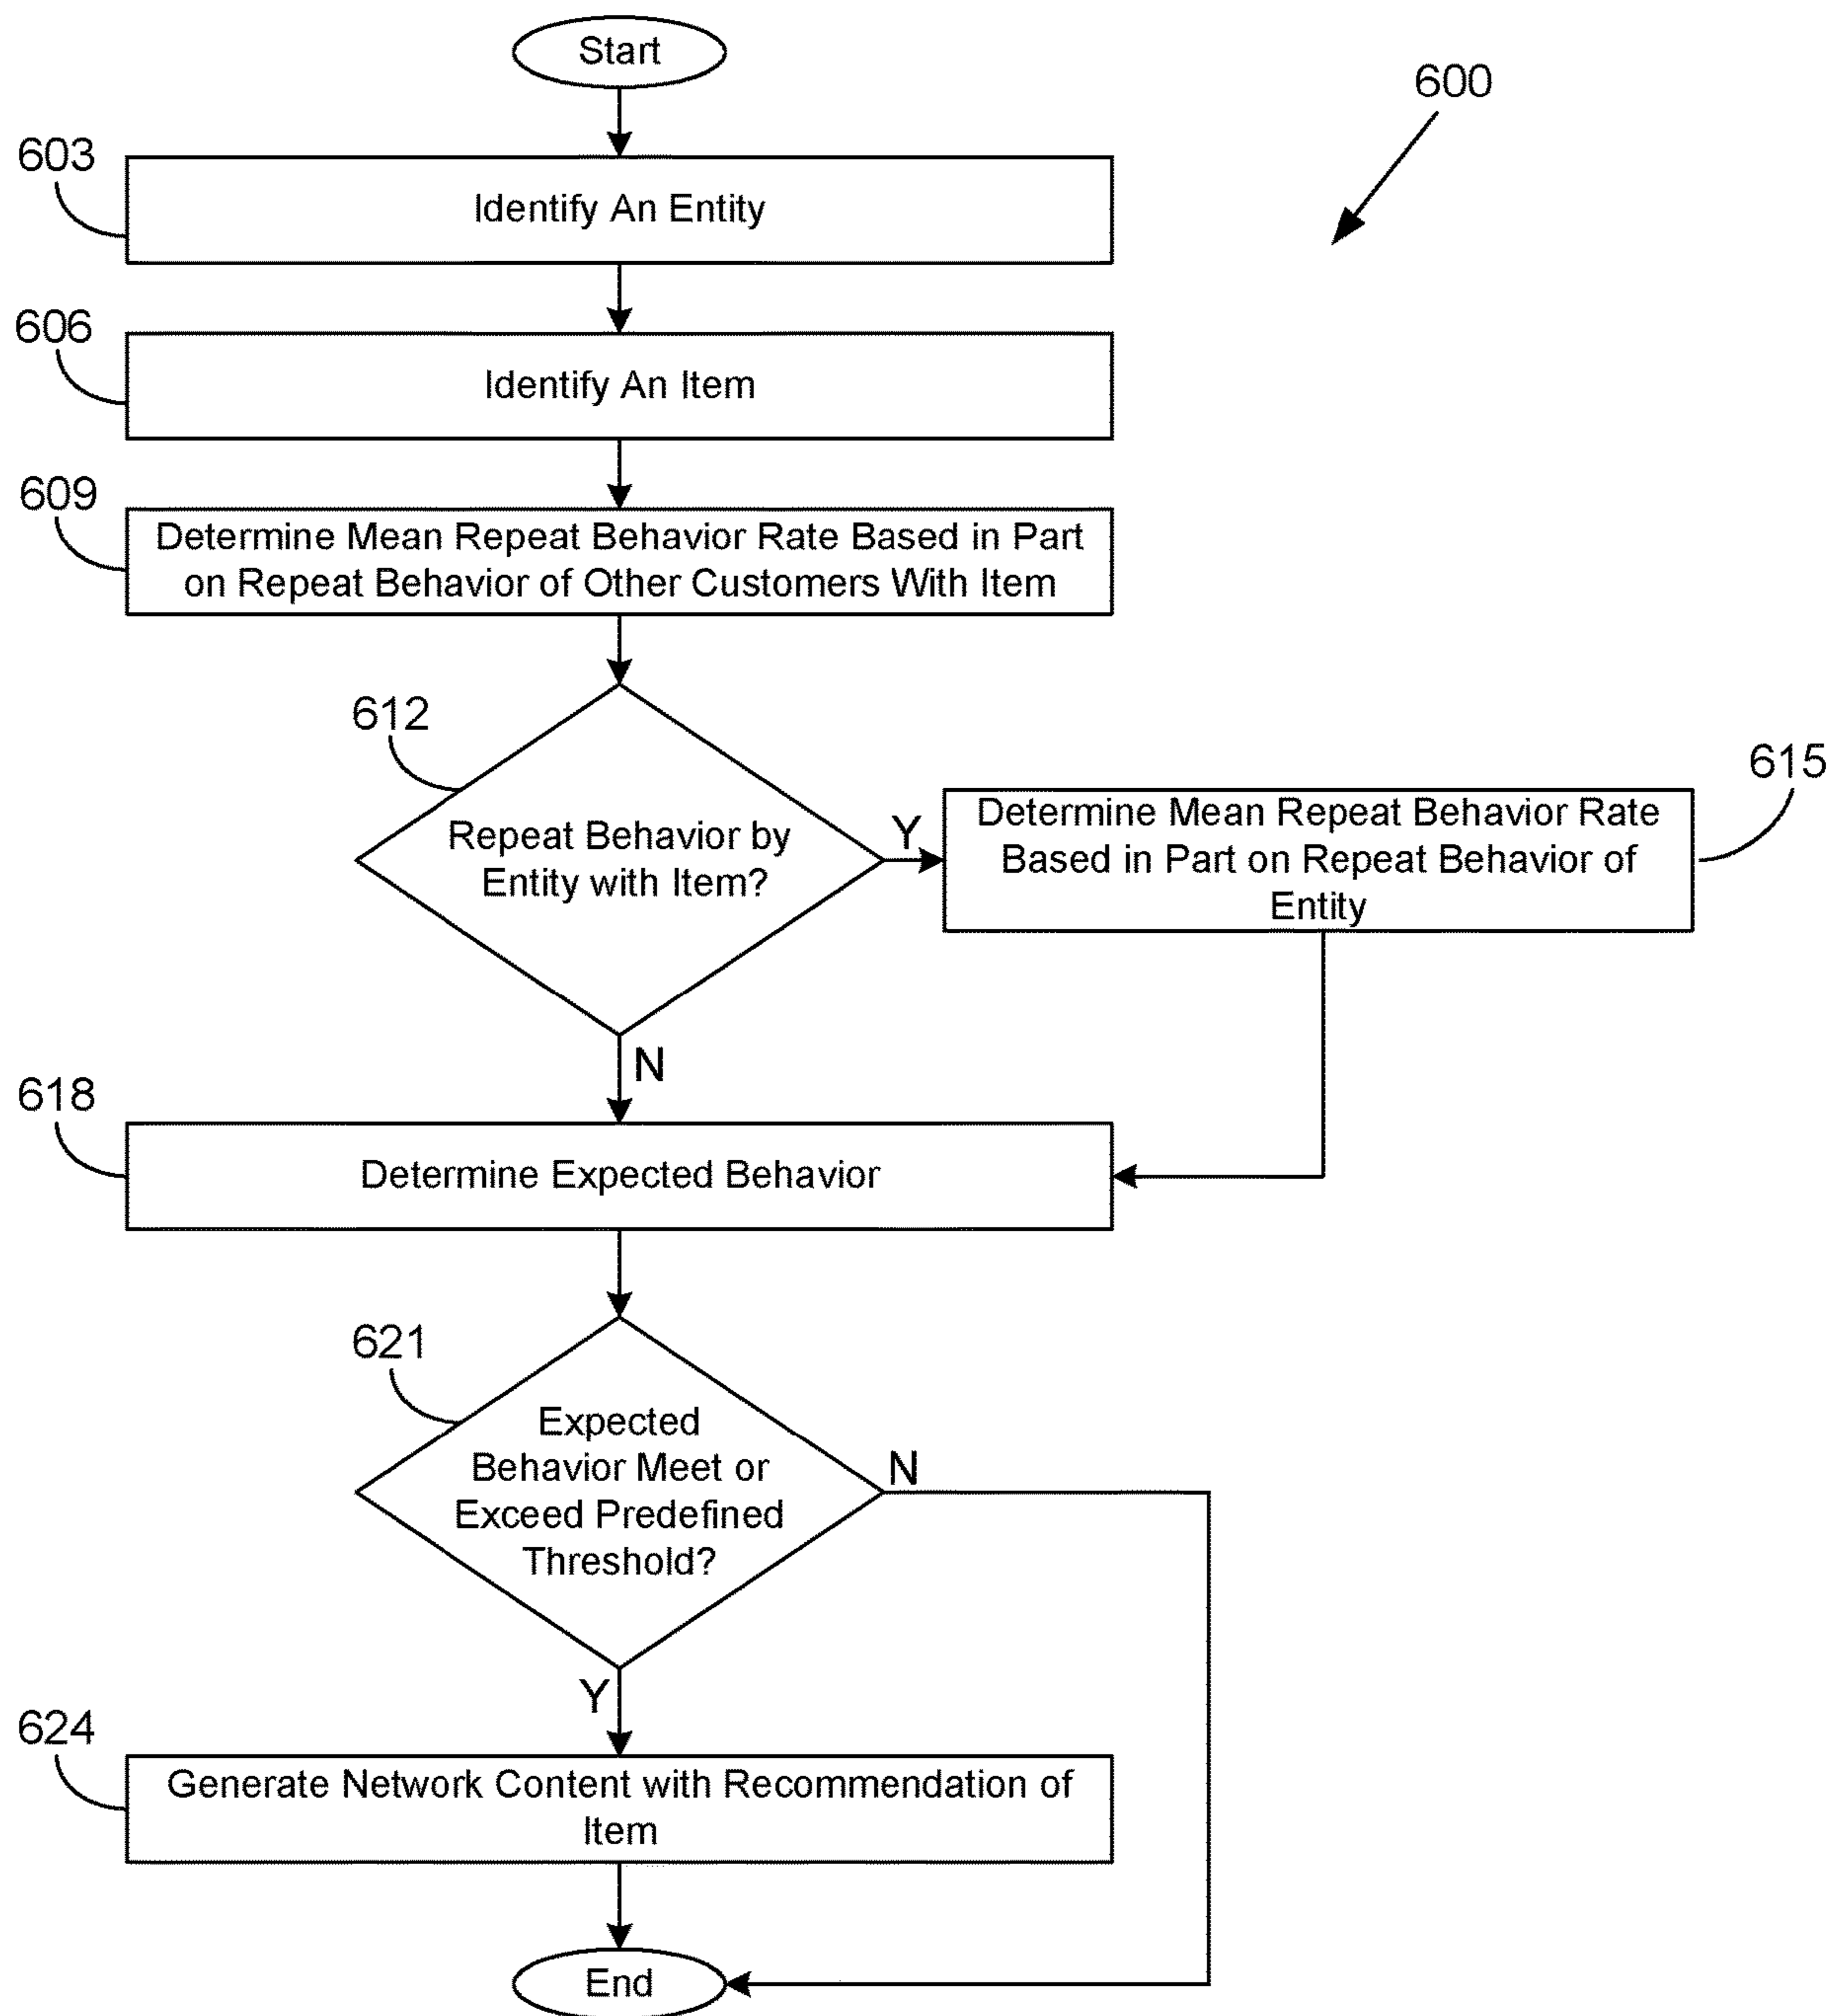 Start
600
603
Identify An Entity
606
Identify An Item
609
Determine Mean Repeat Behavior Rate Based in Part
on Repeat Behavior of Other Customers With Item
612
Repeat Behavior by
Entity with Item?
Y
615
Determine Mean Repeat Behavior Rate
Based in Part on Repeat Behavior of
Entity
N
618
Determine Expected Behavior
621
Expected
Behavior Meet or
Exceed Predefined
Threshold?
N
Y
624
Generate Network Content with Recommendation of
Item
End